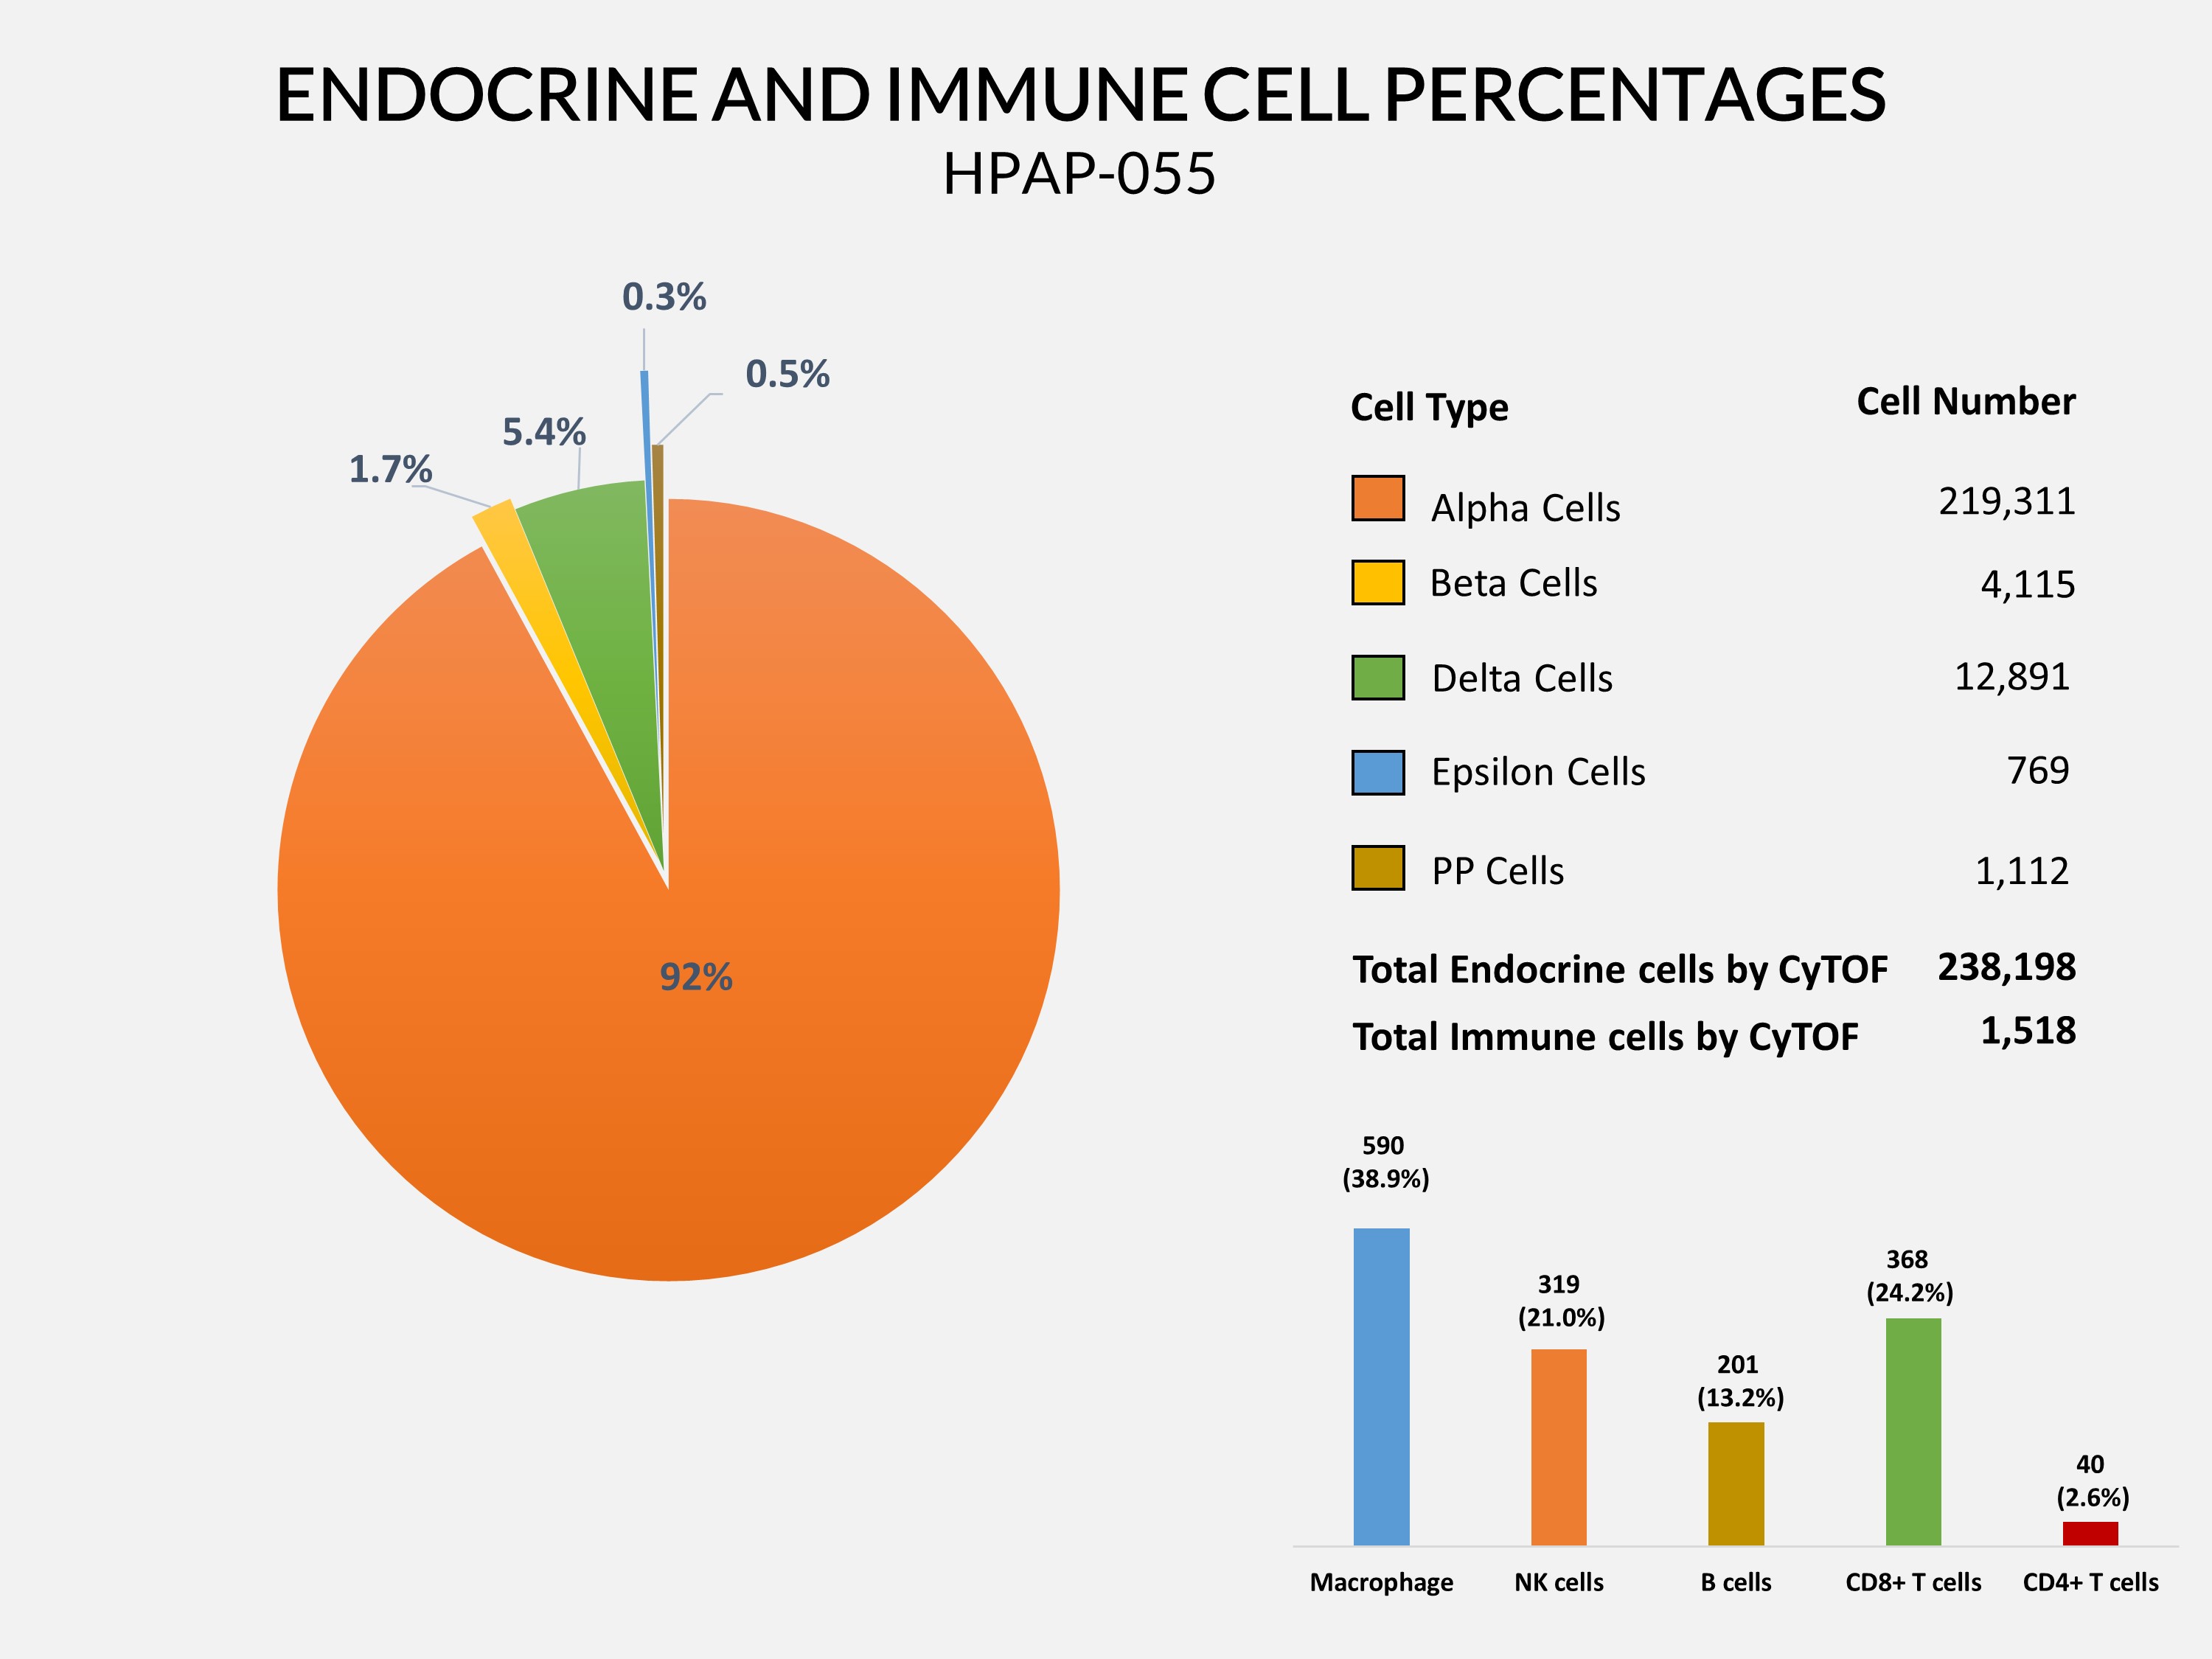 ENDOCRINE AND IMMUNE CELL PERCENTAGES
HPAP-055
0.3%
0.5%
5.4%
1.7%
92%
Cell Type Cell Number
Alpha Cells 219,311
Beta Cells 4,115
Delta Cells 12,891
Epsilon Cells 769
PP Cells 1,112
Total Endocrine cells by CyTOF 238,198
Total Immune cells by CyTOF 1,518
590
(38.9%)
319
(21.0%)
201
(13.2%)
368
(24.2%)
40
(2.6%)
Macrophage NK cells B cells CD8+ T cells CD4+ T cells